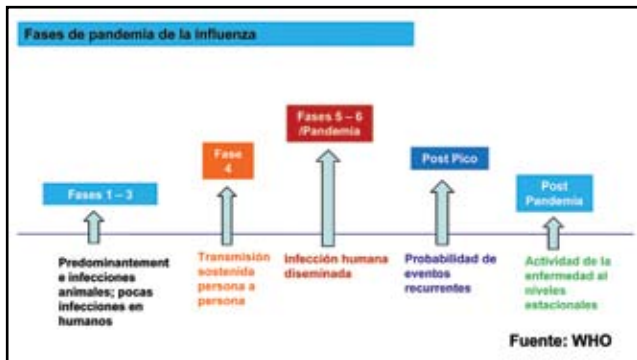 Fases de pandemia de la influenza
Fases 5 – 6
/Pandemia
Fase
4
Post Pico
Fases 1 – 3
Post
Pandemia
Predominantement
e infecciones
animales; pocas
infecciones en
humanos
Transmisión
sostenida
persona a
persona
Infección humana
diseminada
Probabilidad de
eventos
recurrentes
Actividad de la
enfermedad al
niveles
estacionales
Fuente: WHO